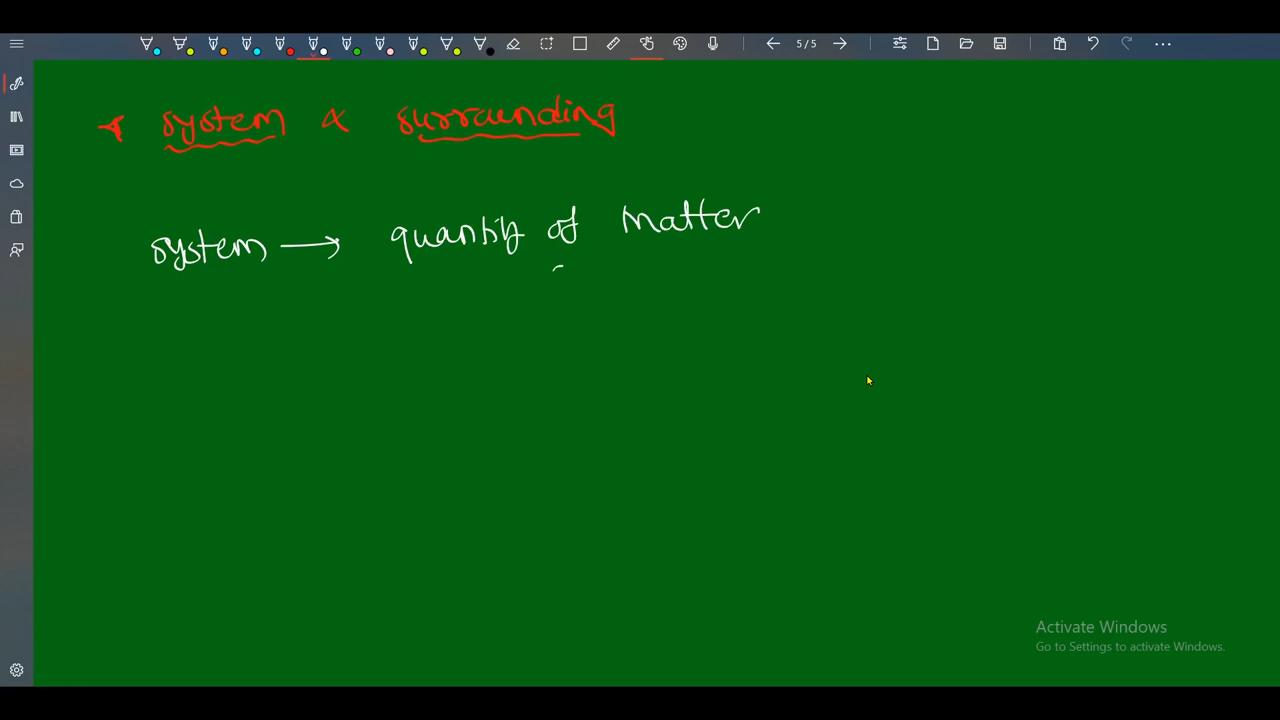 5/5
system & surrounding
system → quantity of matter
Activate Windows
Go to Settings to activate Windows.